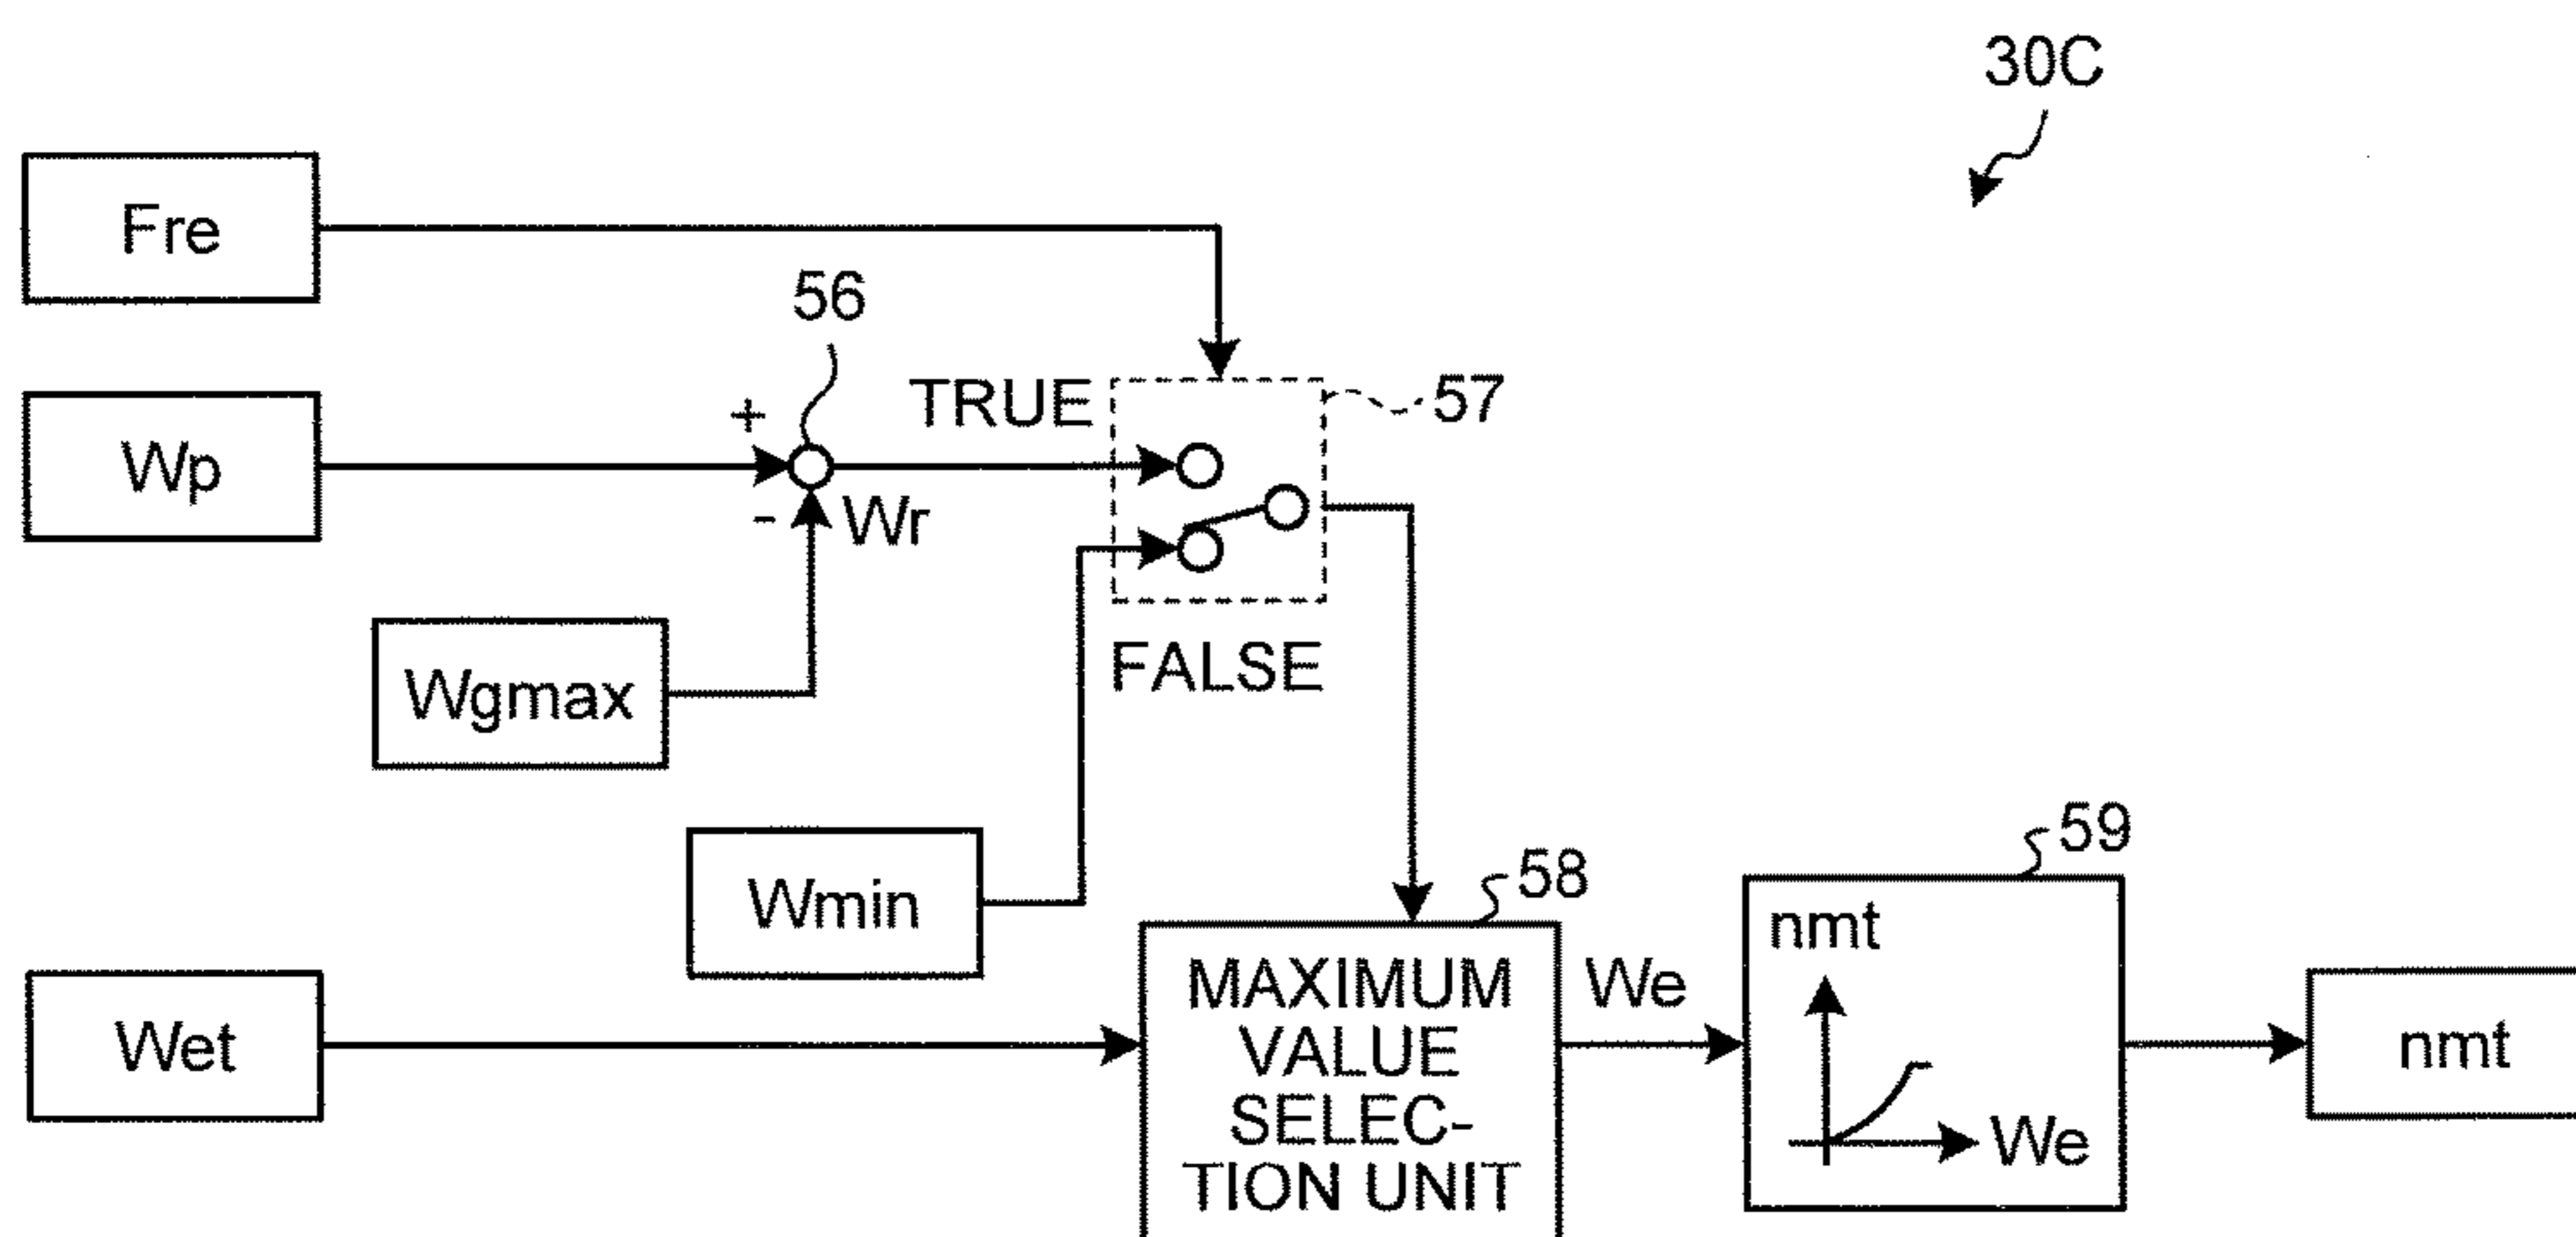 30C
Fre
56
TRUE
57
+
Wp
-
Wr
FALSE
Wgmax
59
58
Wmin
nmt
MAXIMUM
VALUE
SELEC-
TION UNIT
We
Wet
nmt
We